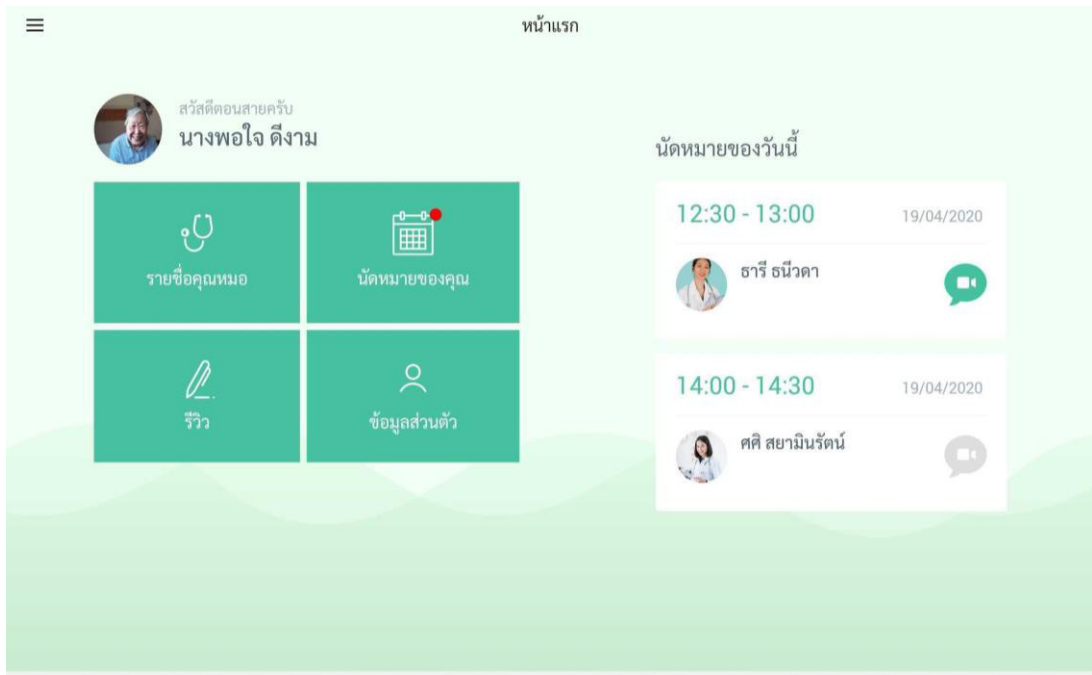 หน้าแรก
สวัสดีตอนสายครับ
นางพอใจ ดีงาม
รายชื่อคุณหมอ
นัดหมายของคุณ
รีวิว
ข้อมูลส่วนตัว
นัดหมายของวันนี้
12:30 - 13:00
19/04/2020
ธารี ธนีวดา
14:00 - 14:30
19/04/2020
ศศิ สยามินรัตน์